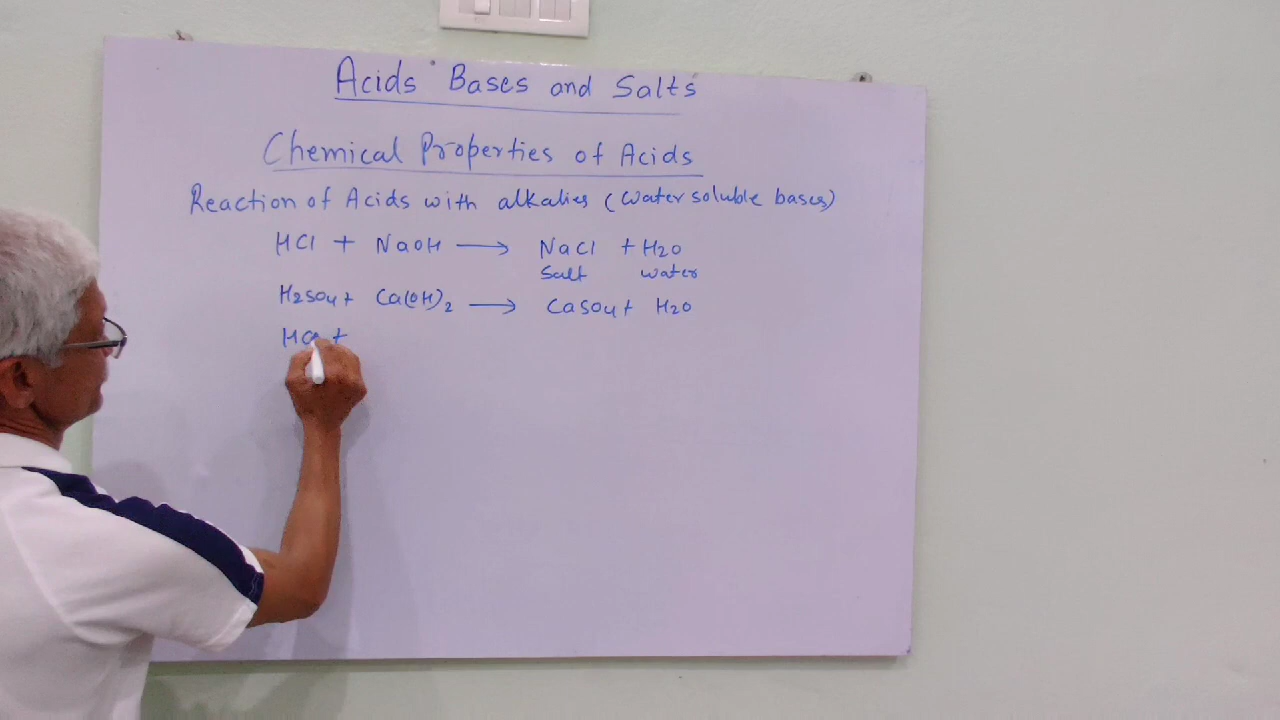 Acids Bases and Salts
Chemical Properties of Acids
Reaction of Acids with alkalies (Water soluble bases)
HCl + NaOH → NaCl + H2O
Salt water
H2SO4 + Ca(OH)2 → CaSO4 + H2O
+